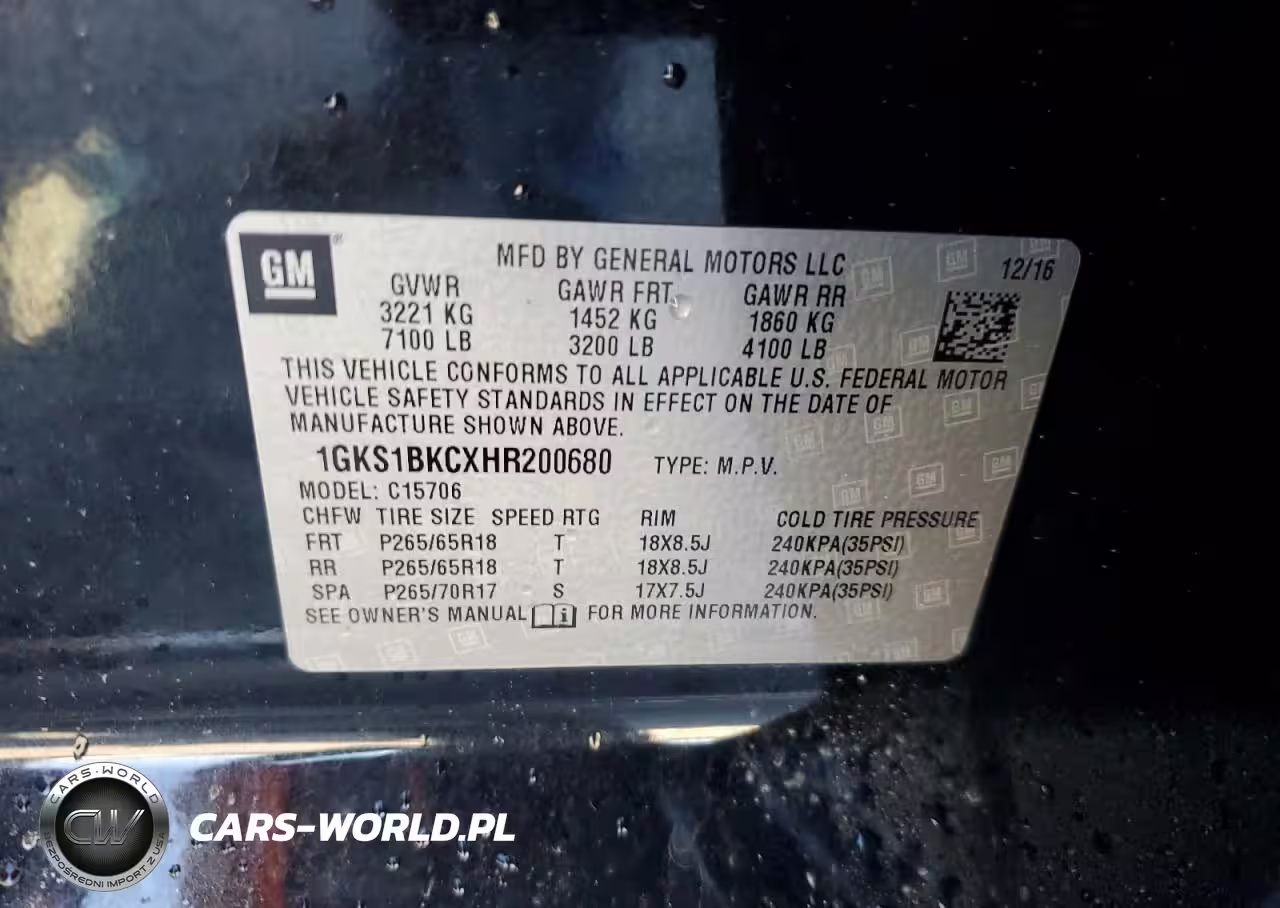 GM ®
MFD BY GENERAL MOTORS LLC
12/16
GVWR GAWR FRT GAWR RR
3221 KG 1452 KG 1860 KG
7100 LB 3200 LB 4100 LB
THIS VEHICLE CONFORMS TO ALL APPLICABLE U.S. FEDERAL MOTOR
VEHICLE SAFETY STANDARDS IN EFFECT ON THE DATE OF
MANUFACTURE SHOWN ABOVE.
1GKS1BKCXHR200680 TYPE: M.P.V.
MODEL: C15706
CHFW TIRE SIZE SPEED RTG RIM COLD TIRE PRESSURE
FRT P265/65R18 T 18X8.5J 240KPA(35PSI)
RR P265/65R18 T 18X8.5J 240KPA(35PSI)
SPA P265/70R17 S 17X7.5J 240KPA(35PSI)
SEE OWNER'S MANUAL i FOR MORE INFORMATION.
CARS-WORLD
CW
BEZPOŚREDNI IMPORT Z USA
CARS-WORLD.PL